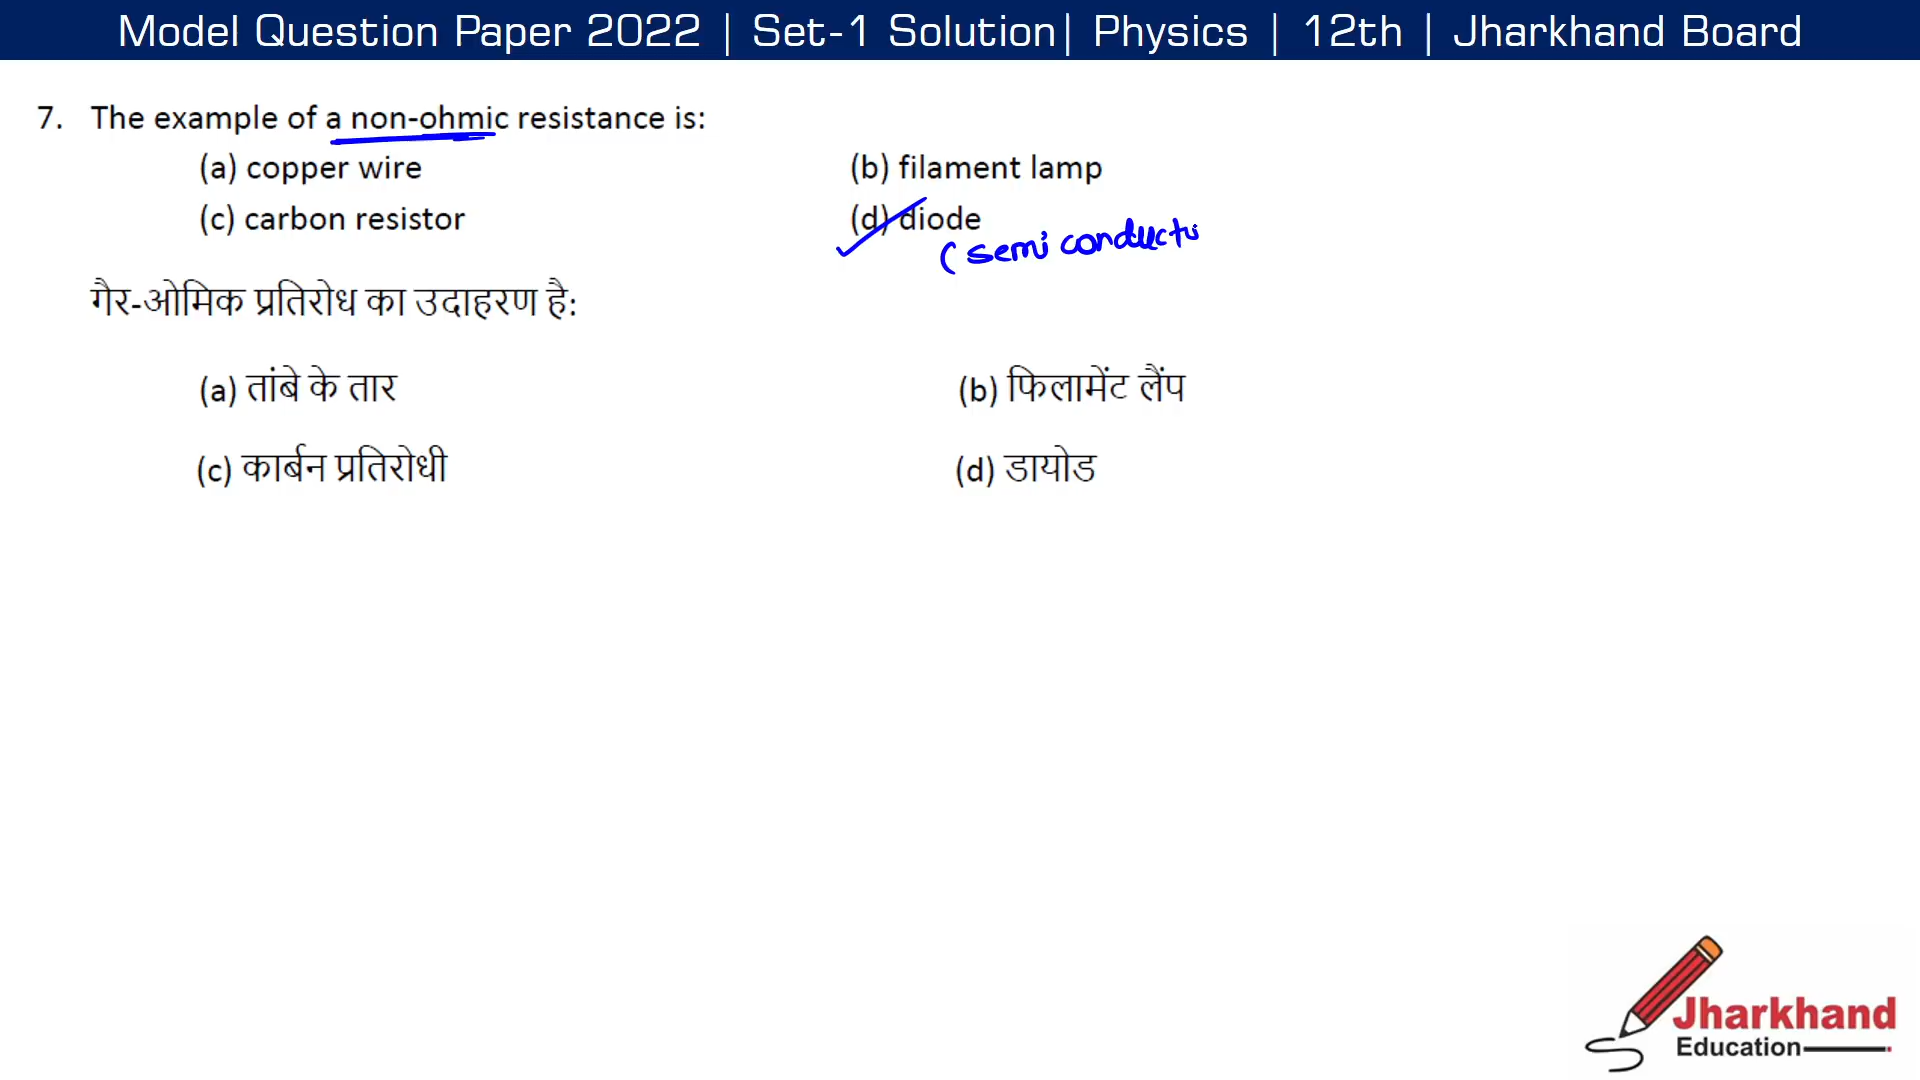 Model Question Paper 2022 | Set-1 Solution| Physics | 12th | Jharkhand Board
7. The example of a non-ohmic resistance is:
(a) copper wire (b) filament lamp
(c) carbon resistor (d) diode
(semi conducti
गैर-ओमिक प्रतिरोध का उदाहरण है:
(a) तांबे के तार (b) फिलामेंट लैंप
(c) कार्बन प्रतिरोधी (d) डायोड
Jharkhand
Education